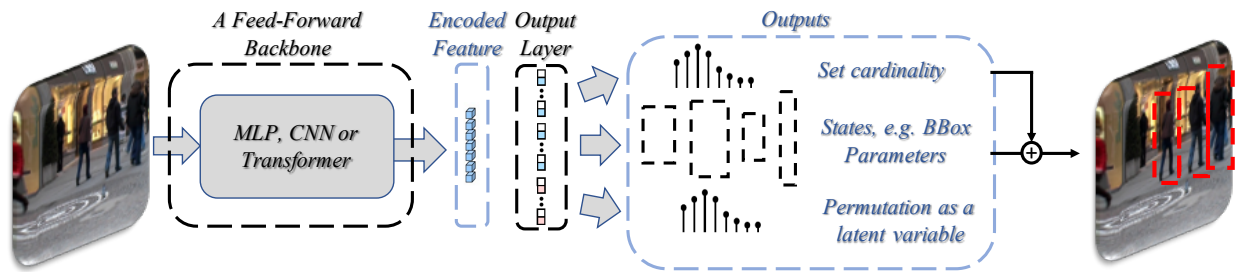 A Feed-Forward
Backbone
MLP, CNN or
Transformer
Encoded
Feature
Output
Layer
Outputs
Set cardinality
States, e.g. BBox
Parameters
Permutation as a
latent variable